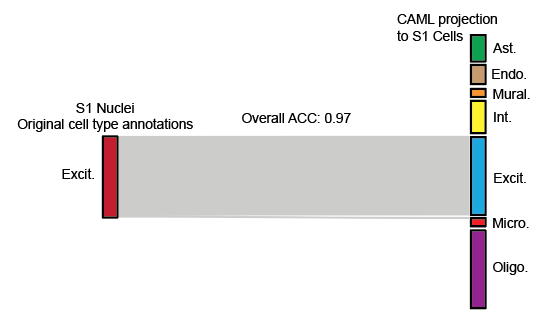 CAML projection
to S1 Cells
Ast.
Endo.
Mural.
S1 Nuclei
Original cell type annotations
Overall ACC: 0.97
Int.
Excit.
Excit.
Micro.
Oligo.